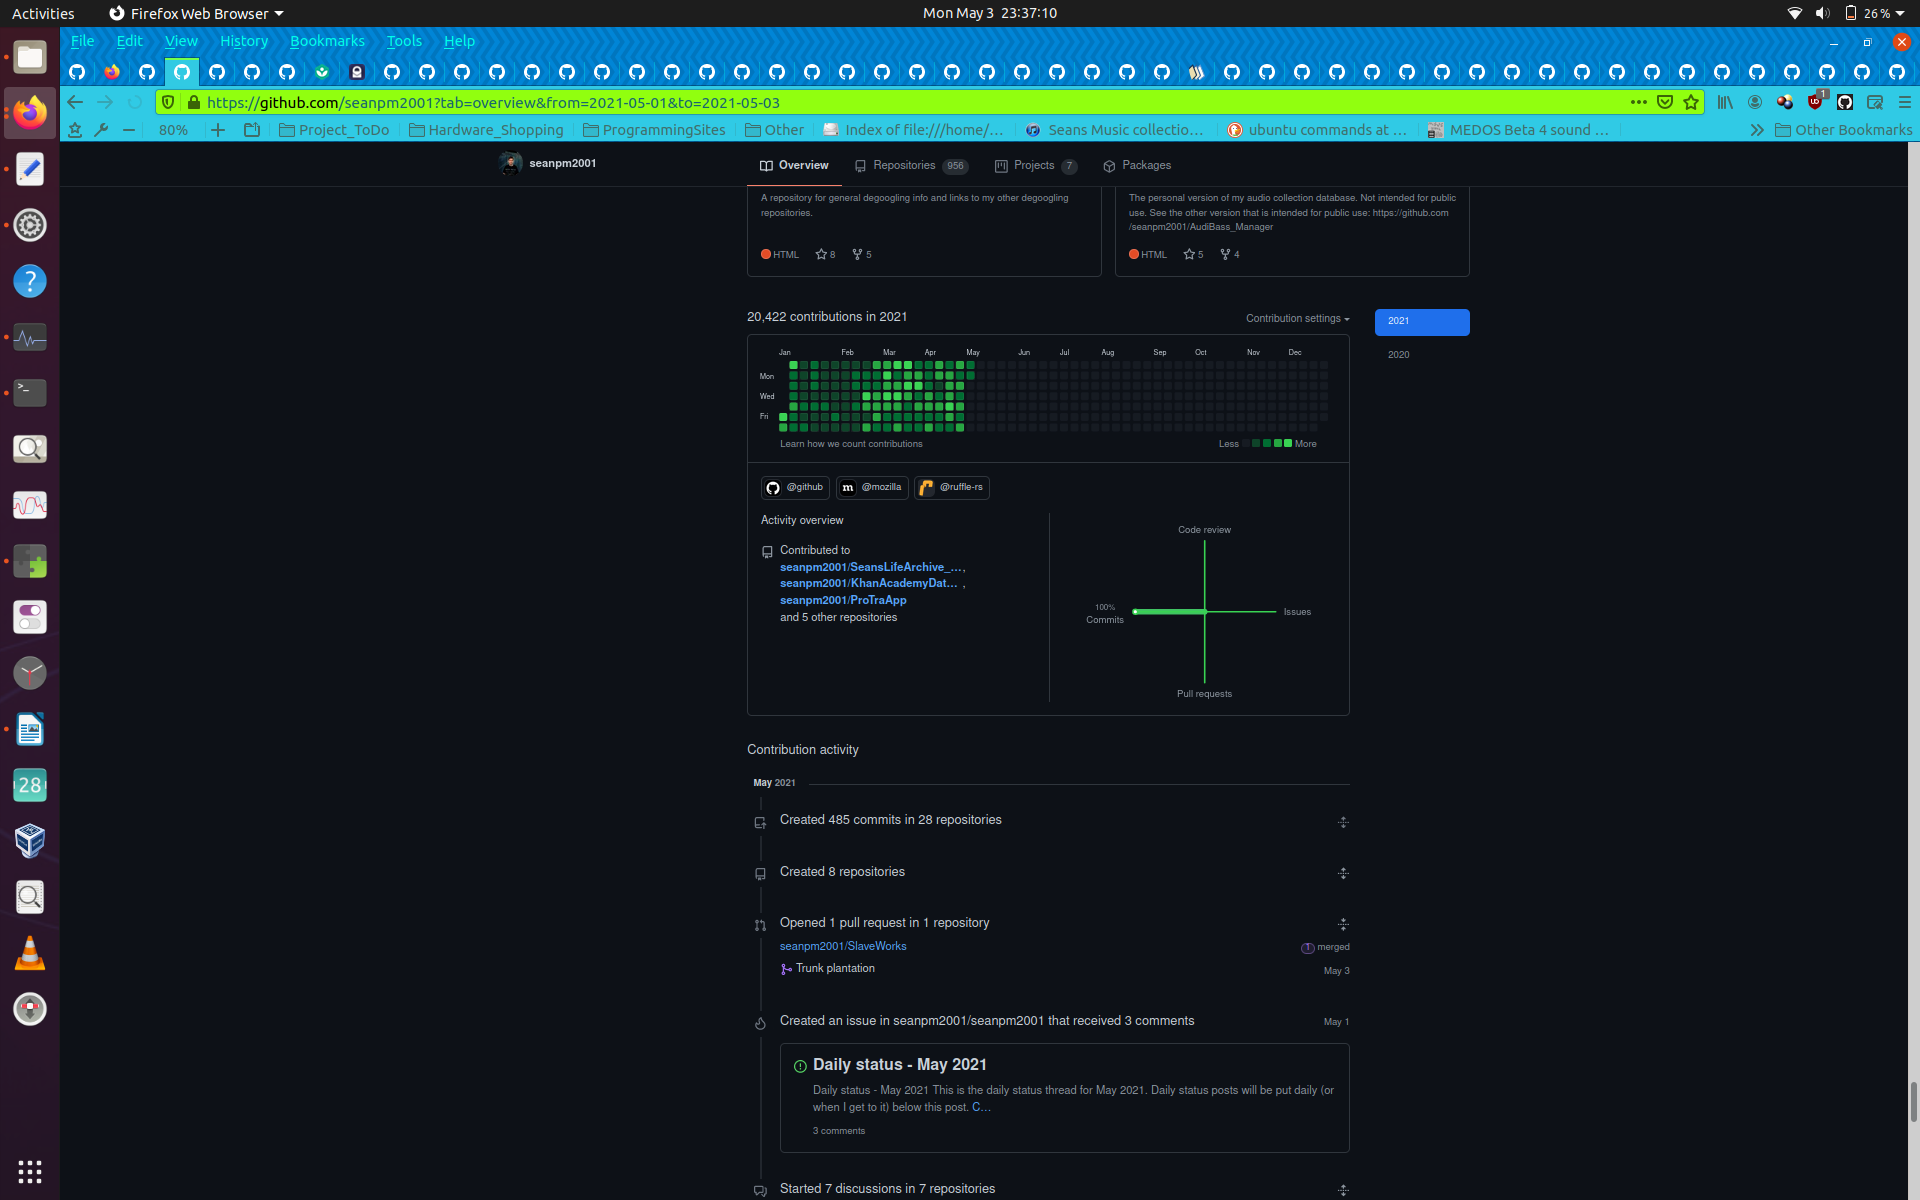 Activities
Firefox Web Browser
Mon May 3 23:37:10
26 %
File Edit View History Bookmarks Tools Help
https://github.com/seanpm2001?tab=overview&from=2021-05-01&to=2021-05-03
1
80%
Project_ToDo
Hardware_Shopping
ProgrammingSites
Other
Index of file:///home/...
Seans Music collectio...
ubuntu commands at ...
MEDOS Beta 4 sound ...
Other Bookmarks
seanpm2001
Overview
Repositories 956
Projects 7
Packages
A repository for general degoogling info and links to my other degoogling
repositories.
HTML 8 5
The personal version of my audio collection database. Not intended for public
use. See the other version that is intended for public use: https://github.com
/seanpm2001/AudiBass_Manager
HTML 5 4
20,422 contributions in 2021
Contribution settings
2021
2020
Jan Feb Mar Apr May Jun Jul Aug Sep Oct Nov Dec
Mon
Wed
Fri
Learn how we count contributions
Less More
@github
@mozilla
@ruffle-rs
Activity overview
Contributed to
seanpm2001/SeansLifeArchive_...,
seanpm2001/KhanAcademyDat... ,
seanpm2001/ProTraApp
and 5 other repositories
Code review
100%
Commits
Issues
Pull requests
Contribution activity
May 2021
Created 485 commits in 28 repositories
Created 8 repositories
Opened 1 pull request in 1 repository
seanpm2001/SlaveWorks
1 merged
Trunk plantation
May 3
Created an issue in seanpm2001/seanpm2001 that received 3 comments
May 1
Daily status - May 2021
Daily status - May 2021 This is the daily status thread for May 2021. Daily status posts will be put daily (or
when I get to it) below this post. C...
3 comments
Started 7 discussions in 7 repositories
28